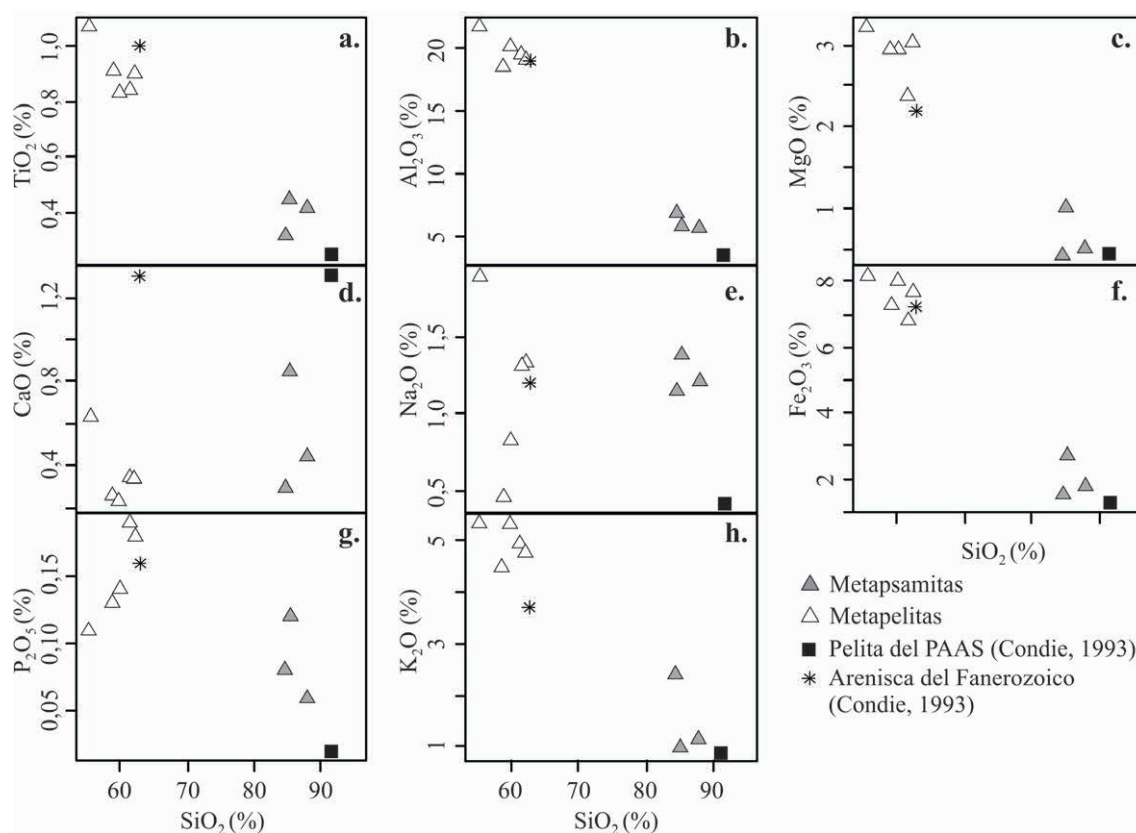 a.
TiO2 (%)
1,0
0,8
0,6
0,4
b.
Al2O3 (%)
20
15
10
5
c.
MgO (%)
3
2
1
d.
CaO (%)
1,2
0,8
0,4
e.
Na2O (%)
1,5
1,0
0,5
f.
Fe2O3 (%)
8
6
4
2
SiO2 (%)
g.
P2O5 (%)
0,15
0,10
0,05
60 70 80 90
SiO2 (%)
h.
K2O (%)
5
3
1
60 70 80 90
SiO2 (%)
Metapsamitas
Metapelitas
Pelita del PAAS (Condie, 1993)
Arenisca del Fanerozoico
(Condie, 1993)